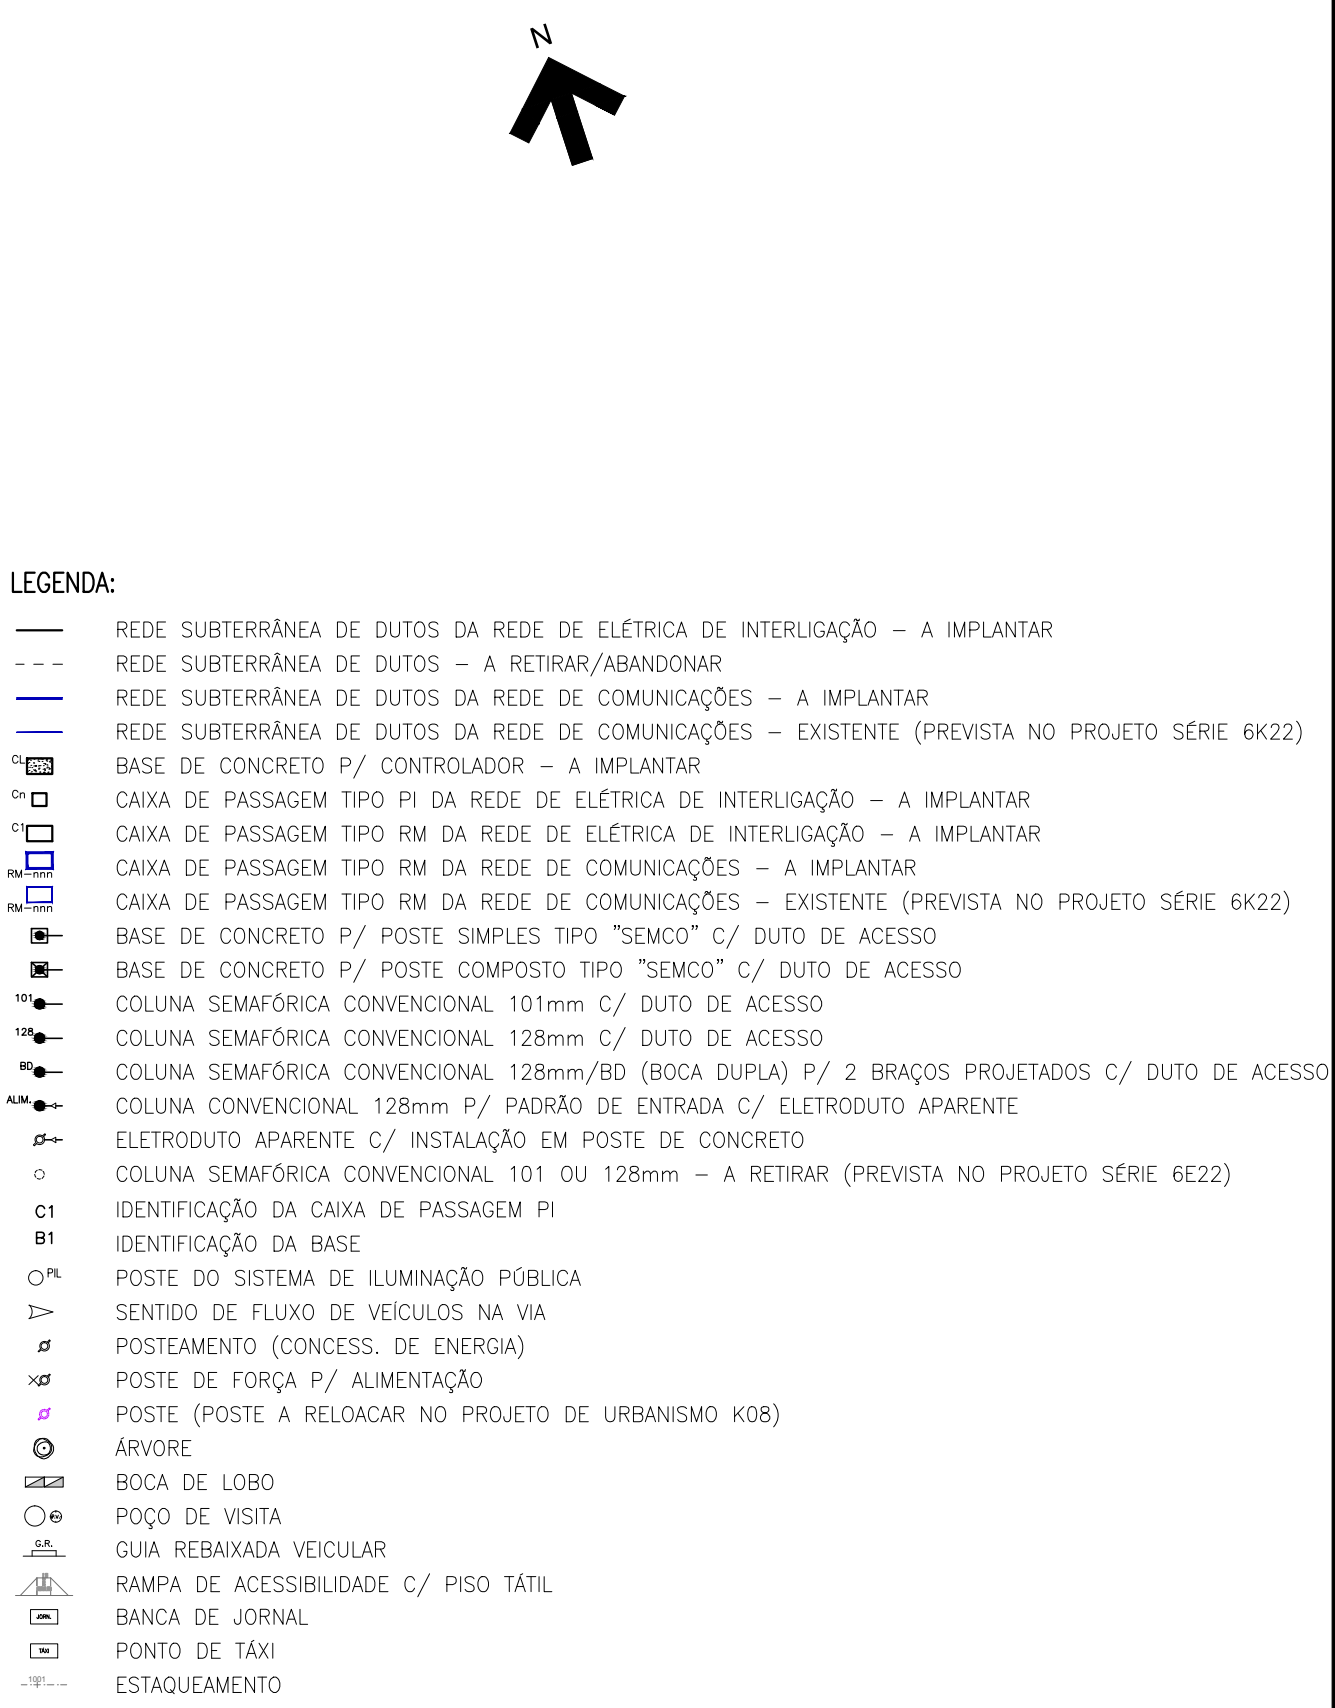 N
LEGENDA:
REDE SUBTERRÂNEA DE DUTOS DA REDE DE ELÉTRICA DE INTERLIGAÇÃO – A IMPLANTAR
REDE SUBTERRÂNEA DE DUTOS – A RETIRAR/ABANDONAR
REDE SUBTERRÂNEA DE DUTOS DA REDE DE COMUNICAÇÕES – A IMPLANTAR
REDE SUBTERRÂNEA DE DUTOS DA REDE DE COMUNICAÇÕES – EXISTENTE (PREVISTA NO PROJETO SÉRIE 6K22)
CL BASE DE CONCRETO P/ CONTROLADOR – A IMPLANTAR
Cn CAIXA DE PASSAGEM TIPO PI DA REDE DE ELÉTRICA DE INTERLIGAÇÃO – A IMPLANTAR
C1 CAIXA DE PASSAGEM TIPO RM DA REDE DE ELÉTRICA DE INTERLIGAÇÃO – A IMPLANTAR
RM–nnn CAIXA DE PASSAGEM TIPO RM DA REDE DE COMUNICAÇÕES – A IMPLANTAR
RM–nnn CAIXA DE PASSAGEM TIPO RM DA REDE DE COMUNICAÇÕES – EXISTENTE (PREVISTA NO PROJETO SÉRIE 6K22)
BASE DE CONCRETO P/ POSTE SIMPLES TIPO "SEMCO" C/ DUTO DE ACESSO
BASE DE CONCRETO P/ POSTE COMPOSTO TIPO "SEMCO" C/ DUTO DE ACESSO
101 COLUNA SEMAFÓRICA CONVENCIONAL 101mm C/ DUTO DE ACESSO
128 COLUNA SEMAFÓRICA CONVENCIONAL 128mm C/ DUTO DE ACESSO
BD COLUNA SEMAFÓRICA CONVENCIONAL 128mm/BD (BOCA DUPLA) P/ 2 BRAÇOS PROJETADOS C/ DUTO DE ACESSO
ALIM. COLUNA CONVENCIONAL 128mm P/ PADRÃO DE ENTRADA C/ ELETRODUTO APARENTE
ELETRODUTO APARENTE C/ INSTALAÇÃO EM POSTE DE CONCRETO
COLUNA SEMAFÓRICA CONVENCIONAL 101 OU 128mm – A RETIRAR (PREVISTA NO PROJETO SÉRIE 6E22)
C1 IDENTIFICAÇÃO DA CAIXA DE PASSAGEM PI
B1 IDENTIFICAÇÃO DA BASE
PIL POSTE DO SISTEMA DE ILUMINAÇÃO PÚBLICA
SENTIDO DE FLUXO DE VEÍCULOS NA VIA
POSTEAMENTO (CONCESS. DE ENERGIA)
POSTE DE FORÇA P/ ALIMENTAÇÃO
POSTE (POSTE A RELOACAR NO PROJETO DE URBANISMO K08)
ÁRVORE
BOCA DE LOBO
P.V. POÇO DE VISITA
G.R. GUIA REBAIXADA VEICULAR
RAMPA DE ACESSIBILIDADE C/ PISO TÁTIL
JORN. BANCA DE JORNAL
TÁXI PONTO DE TÁXI
1001 ESTAQUEAMENTO